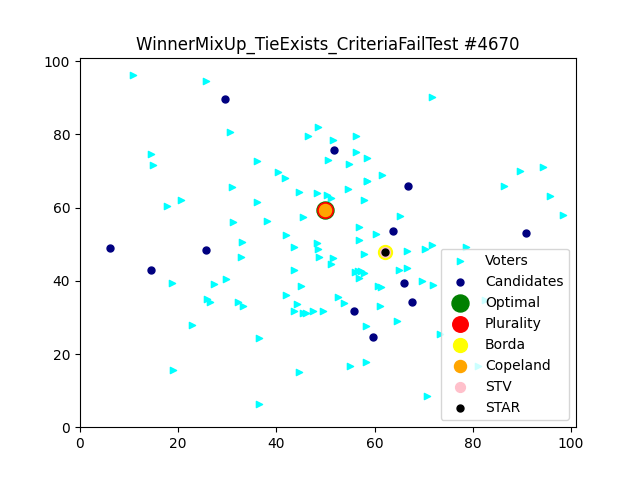 WinnerMixUp_TieExists_CriteriaFailTest #4670
100
80
60
40
20
0
0
20
40
60
80
100
Voters
Candidates
Optimal
Plurality
Borda
Copeland
STV
STAR